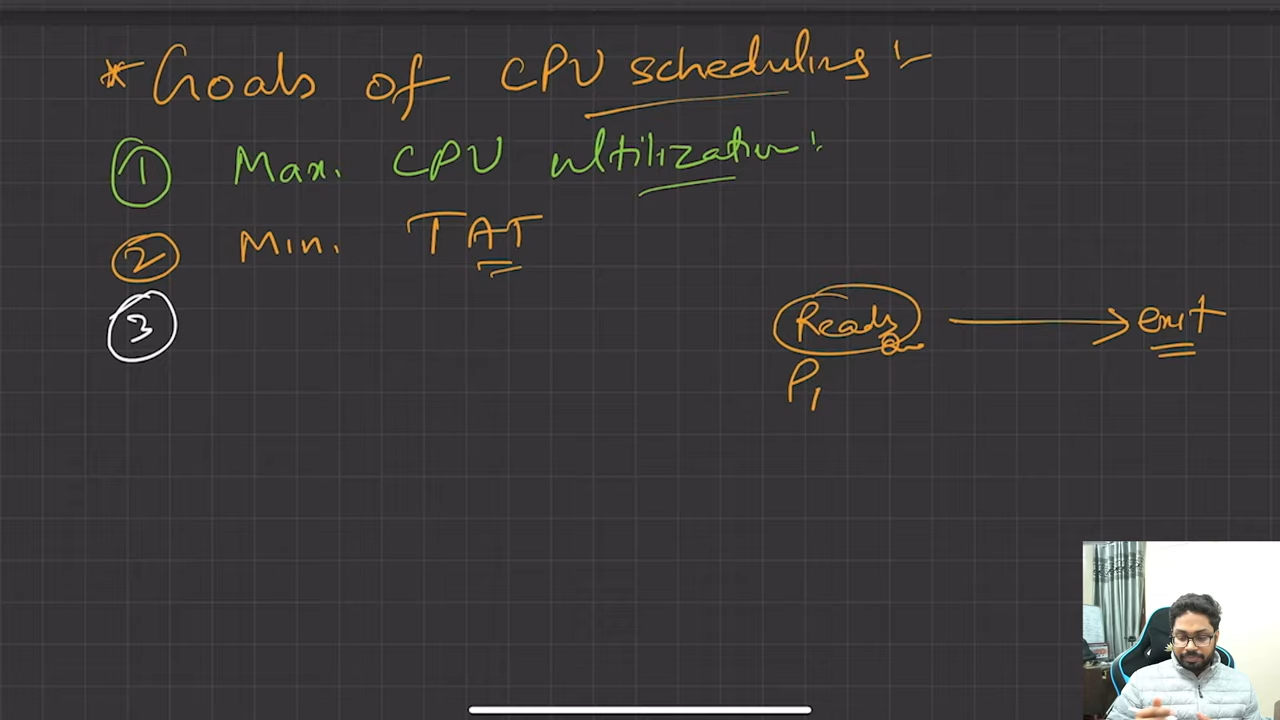 * Goals of CPU scheduling :-
1 Max. CPU ultilization :
2 Min. TAT
3
Ready Q → exit
P1